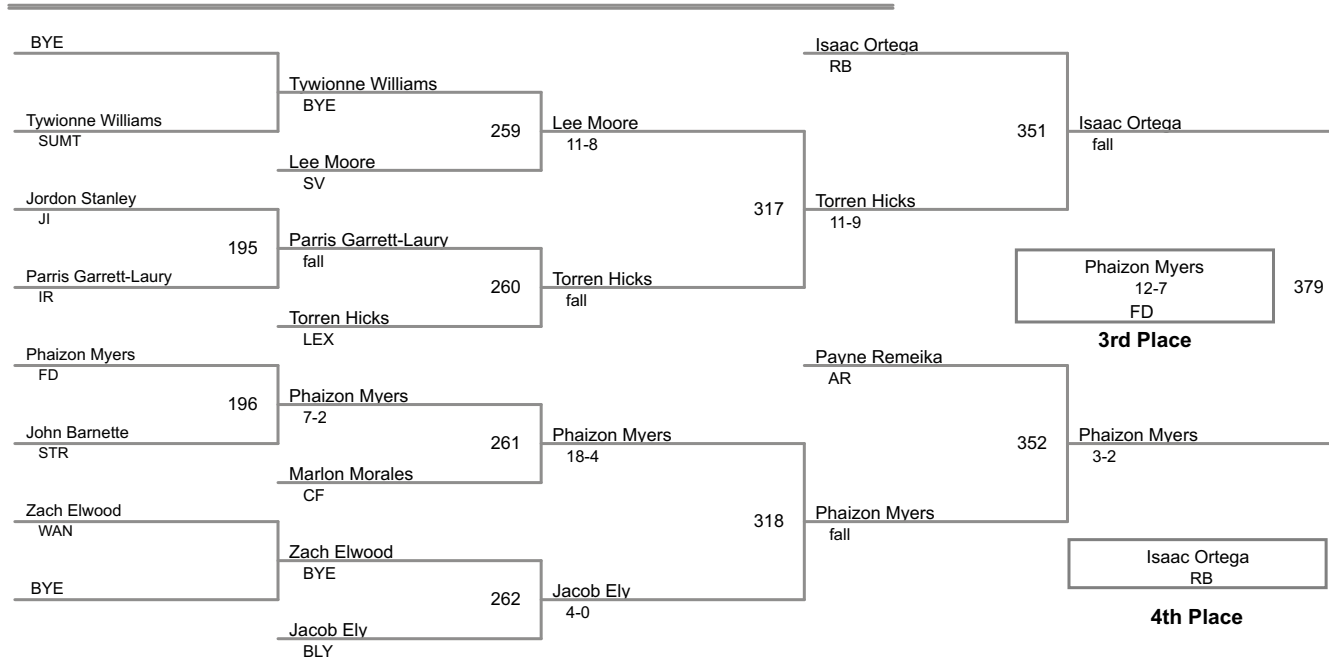 BYE
Tywionne Williams
SUMT
Jordon Stanley
JI
195
Parris Garrett-Laury
IR
Phaizon Myers
FD
196
John Barnette
STR
Zach Elwood
WAN
BYE
Tywionne Williams
BYE
259
Lee Moore
SV
Parris Garrett-Laury
fall
260
Torren Hicks
LEX
Phaizon Myers
7-2
261
Marlon Morales
CF
Zach Elwood
BYE
262
Jacob Ely
BLY
Lee Moore
11-8
317
Torren Hicks
fall
Phaizon Myers
18-4
318
Jacob Ely
4-0
Isaac Ortega
RB
351
Torren Hicks
11-9
Payne Remeika
AR
352
Phaizon Myers
fall
Isaac Ortega
fall
Phaizon Myers
12-7
FD
379
3rd Place
Phaizon Myers
3-2
Isaac Ortega
RB
4th Place